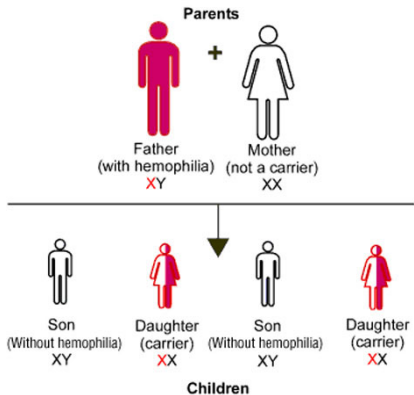 Parents
+
Father Mother
(with hemophilia) (not a carrier)
XY XX
Son Daughter Son Daughter
(Without hemophilia) (carrier) (Without hemophilia) (carrier)
XY XX XY XX
Children